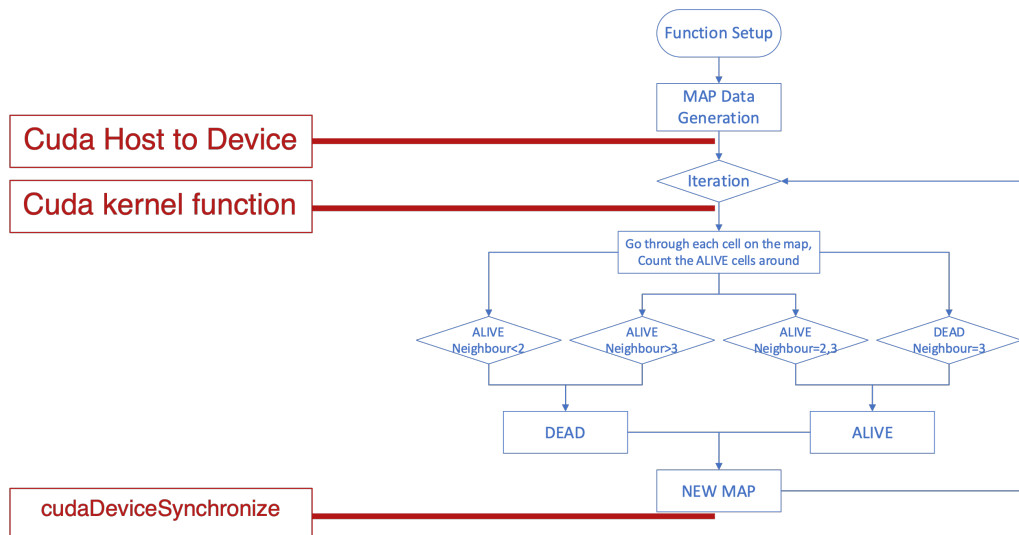 Function Setup
MAP Data
Generation
Cuda Host to Device
Iteration
Cuda kernel function
Go through each cell on the map,
Count the ALIVE cells around
ALIVE
Neighbour<2
ALIVE
Neighbour>3
ALIVE
Neighbour=2,3
DEAD
Neighbour=3
DEAD
ALIVE
NEW MAP
cudaDeviceSynchronize